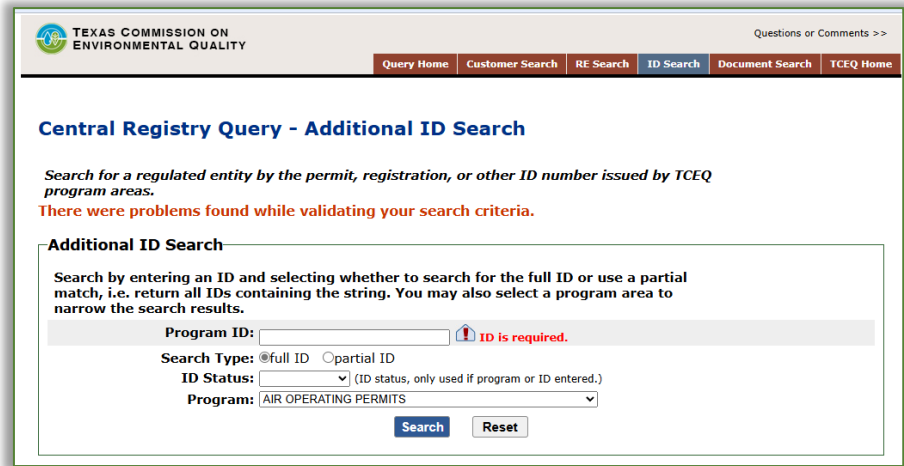 TEXAS COMMISSION ON
ENVIRONMENTAL QUALITY
Questions or Comments >>
Query Home Customer Search RE Search ID Search Document Search TCEQ Home
Central Registry Query - Additional ID Search
Search for a regulated entity by the permit, registration, or other ID number issued by TCEQ
program areas.
There were problems found while validating your search criteria.
Additional ID Search
Search by entering an ID and selecting whether to search for the full ID or use a partial
match, i.e. return all IDs containing the string. You may also select a program area to
narrow the search results.
Program ID: ID is required.
Search Type: full ID partial ID
ID Status: (ID status, only used if program or ID entered.)
Program: AIR OPERATING PERMITS
Search Reset